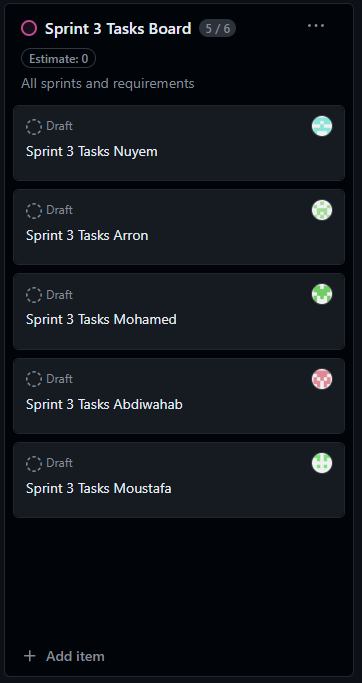 Sprint 3 Tasks Board 5 / 6
Estimate: 0
All sprints and requirements
Draft
Sprint 3 Tasks Nuyem
Draft
Sprint 3 Tasks Arron
Draft
Sprint 3 Tasks Mohamed
Draft
Sprint 3 Tasks Abdiwahab
Draft
Sprint 3 Tasks Moustafa
+ Add item